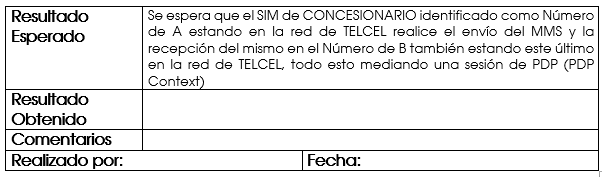 Resultado Esperado
Se espera que el SIM de CONCESIONARIO identificado como Número
de A estando en la red de TELCEL realice el envío del MMS y la
recepción del mismo en el Número de B también estando este último
en la red de TELCEL, todo esto mediando una sesión de PDP (PDP
Context)
Resultado
Obtenido
Comentarios
Realizado por:
Fecha: